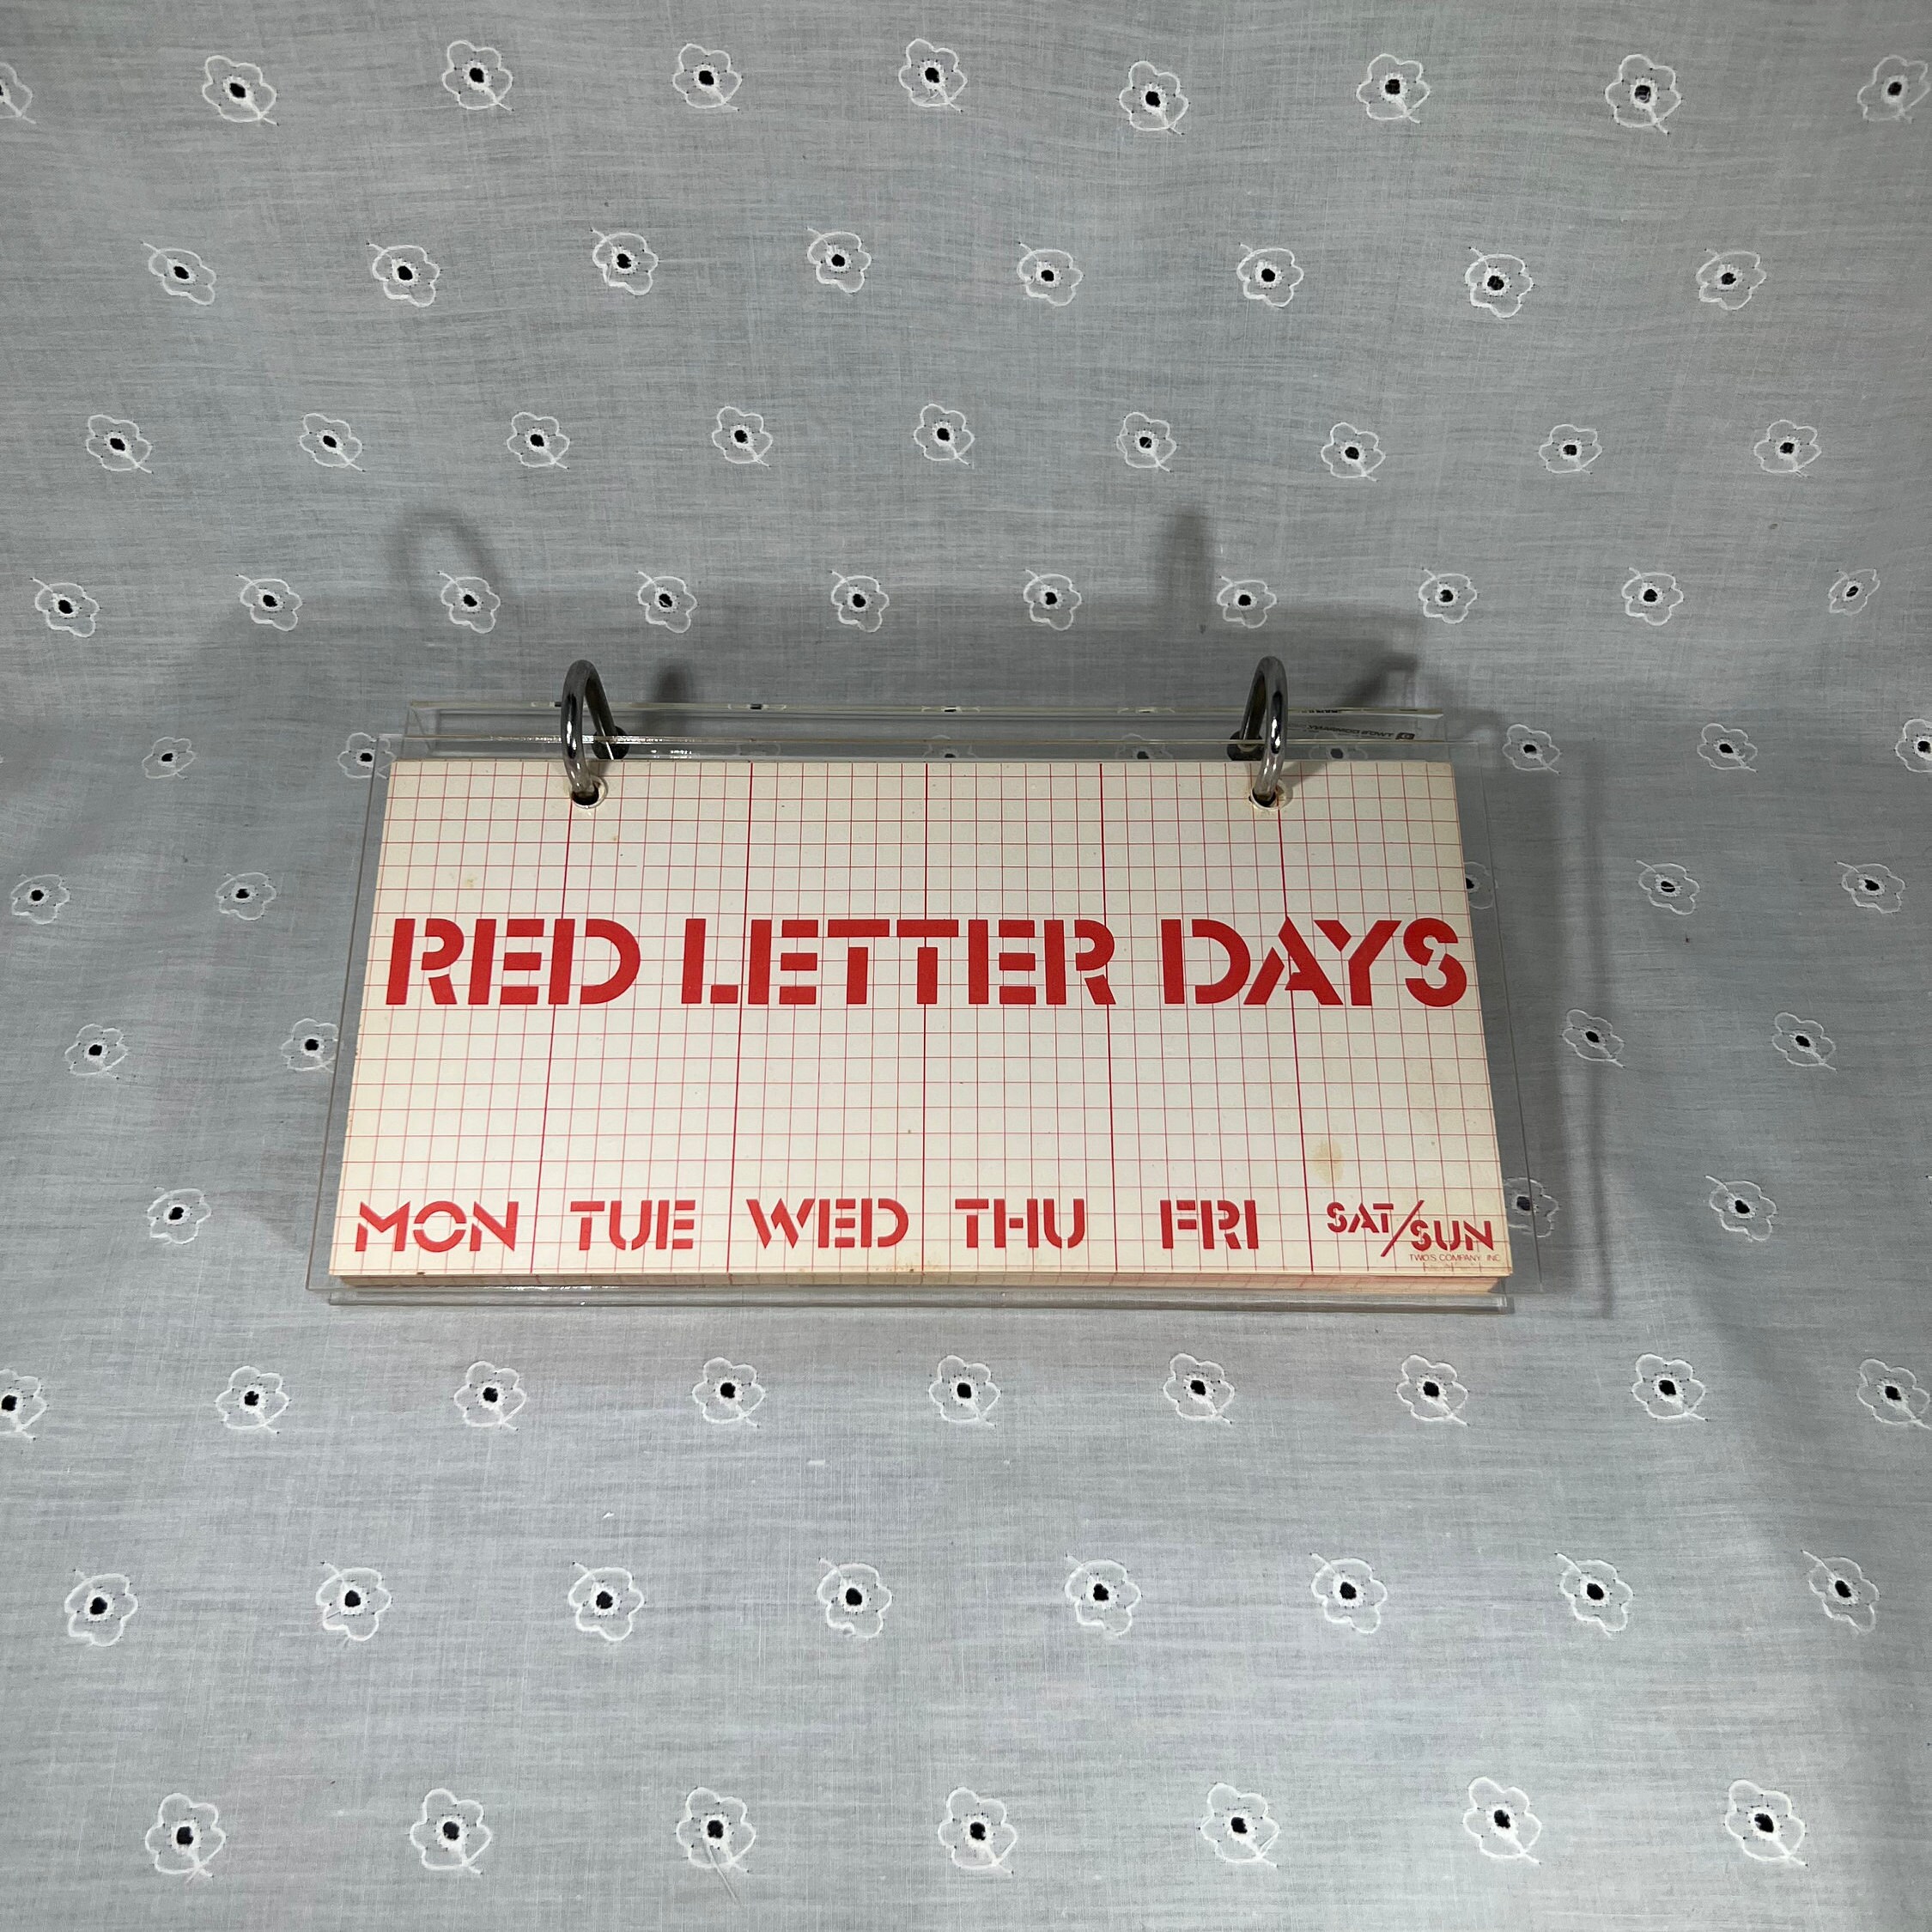 RED LETTER DAYS
MON TUE WED THU FRI SAT/SUN
TWO'S COMPANY INC